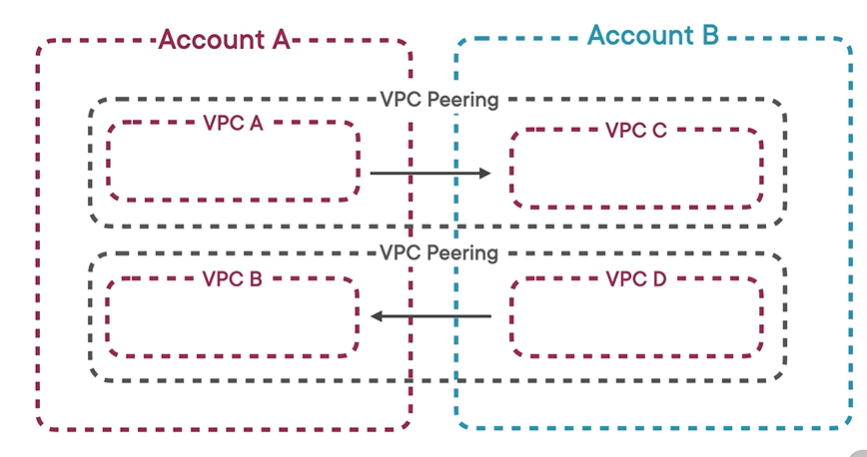 Account A
Account B
VPC Peering
VPC A
VPC C
VPC Peering
VPC B
VPC D